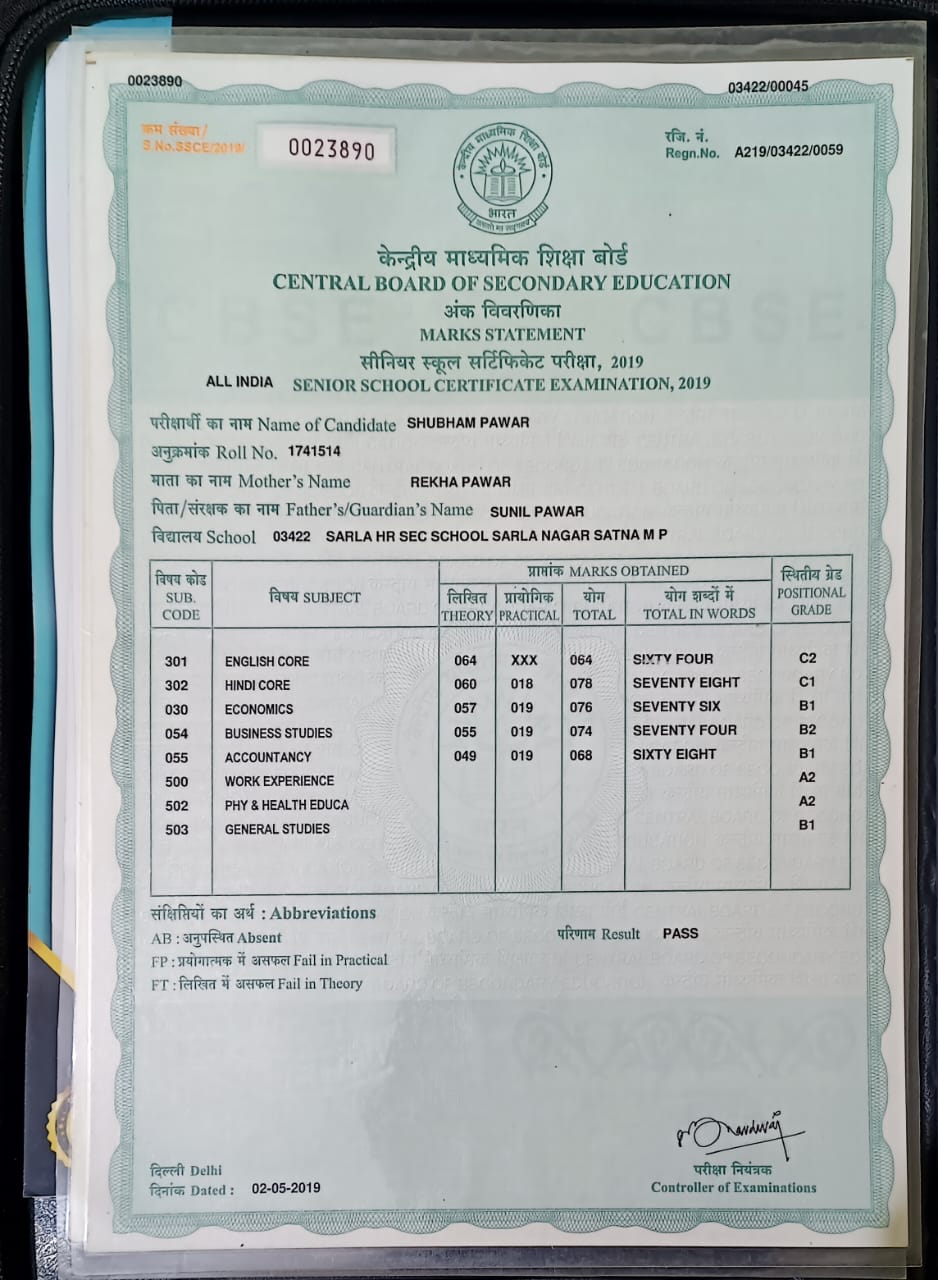 0023890 03422/00045
क्रम संख्या/
S.No.SSCE/2019/ 0023890
रजि. नं.
Regn.No. A219/03422/0059
केन्द्रीय माध्यमिक शिक्षा बोर्ड
भारत
केन्द्रीय माध्यमिक शिक्षा बोर्ड
CENTRAL BOARD OF SECONDARY EDUCATION
अंक विवरणिका
MARKS STATEMENT
सीनियर स्कूल सर्टिफिकेट परीक्षा, 2019
ALL INDIA SENIOR SCHOOL CERTIFICATE EXAMINATION, 2019
परीक्षार्थी का नाम Name of Candidate SHUBHAM PAWAR
अनुक्रमांक Roll No. 1741514
माता का नाम Mother's Name REKHA PAWAR
पिता/संरक्षक का नाम Father's/Guardian's Name SUNIL PAWAR
विद्यालय School 03422 SARLA HR SEC SCHOOL SARLA NAGAR SATNA M P
विषय कोड SUB. CODE विषय SUBJECT प्राप्तांक MARKS OBTAINED स्थितीय ग्रेड POSITIONAL GRADE
लिखित THEORY प्रायोगिक PRACTICAL योग TOTAL योग शब्दों में TOTAL IN WORDS
301 ENGLISH CORE 064 XXX 064 SIXTY FOUR C2
302 HINDI CORE 060 018 078 SEVENTY EIGHT C1
030 ECONOMICS 057 019 076 SEVENTY SIX B1
054 BUSINESS STUDIES 055 019 074 SEVENTY FOUR B2
055 ACCOUNTANCY 049 019 068 SIXTY EIGHT B1
500 WORK EXPERIENCE A2
502 PHY & HEALTH EDUCA A2
503 GENERAL STUDIES B1
संक्षिप्तियों का अर्थ : Abbreviations
AB : अनुपस्थित Absent परिणाम Result PASS
FP : प्रयोगात्मक में असफल Fail in Practical
FT : लिखित में असफल Fail in Theory
दिल्ली Delhi परीक्षा नियंत्रक
दिनांक Dated : 02-05-2019 Controller of Examinations